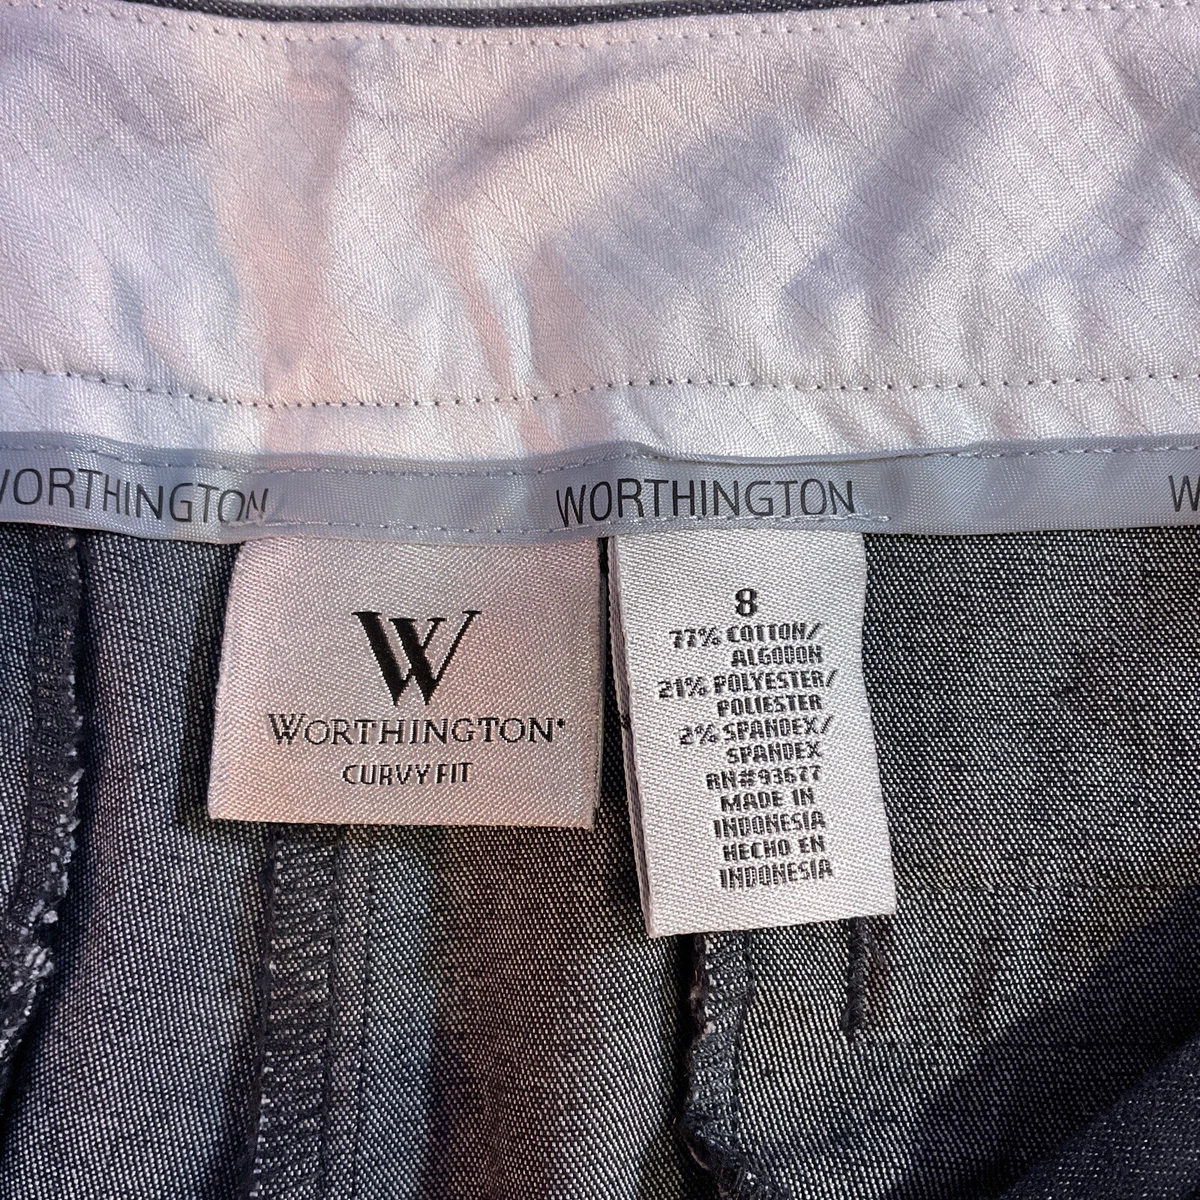 WORTHINGTON WORTHINGTON W
W
WORTHINGTON
CURVY FIT
8
77% COTTON/
ALGODON
21% POLYESTER/
POLIESTER
2% SPANDEX/
SPANDEX
RN#93677
MADE IN
INDONESIA
HECHO EN
INDONESIA